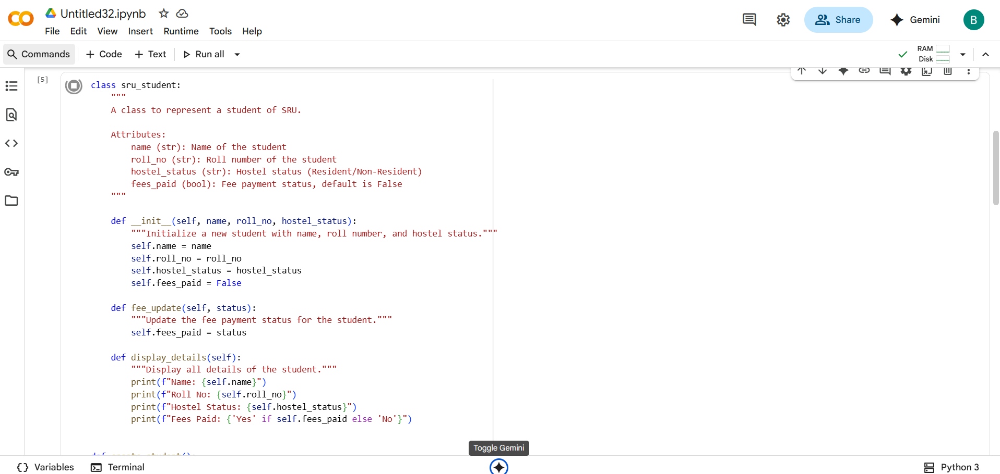 Untitled32.ipynb
File Edit View Insert Runtime Tools Help
Share
Gemini
B
Commands + Code + Text Run all
RAM
Disk
[5]
class sru_student:
"""
A class to represent a student of SRU.
Attributes:
name (str): Name of the student
roll_no (str): Roll number of the student
hostel_status (str): Hostel status (Resident/Non-Resident)
fees_paid (bool): Fee payment status, default is False
"""
def __init__(self, name, roll_no, hostel_status):
"""Initialize a new student with name, roll number, and hostel status."""
self.name = name
self.roll_no = roll_no
self.hostel_status = hostel_status
self.fees_paid = False
def fee_update(self, status):
"""Update the fee payment status for the student."""
self.fees_paid = status
def display_details(self):
"""Display all details of the student."""
print(f"Name: {self.name}")
print(f"Roll No: {self.roll_no}")
print(f"Hostel Status: {self.hostel_status}")
print(f"Fees Paid: {'Yes' if self.fees_paid else 'No'}")
Toggle Gemini
Variables Terminal
Python 3